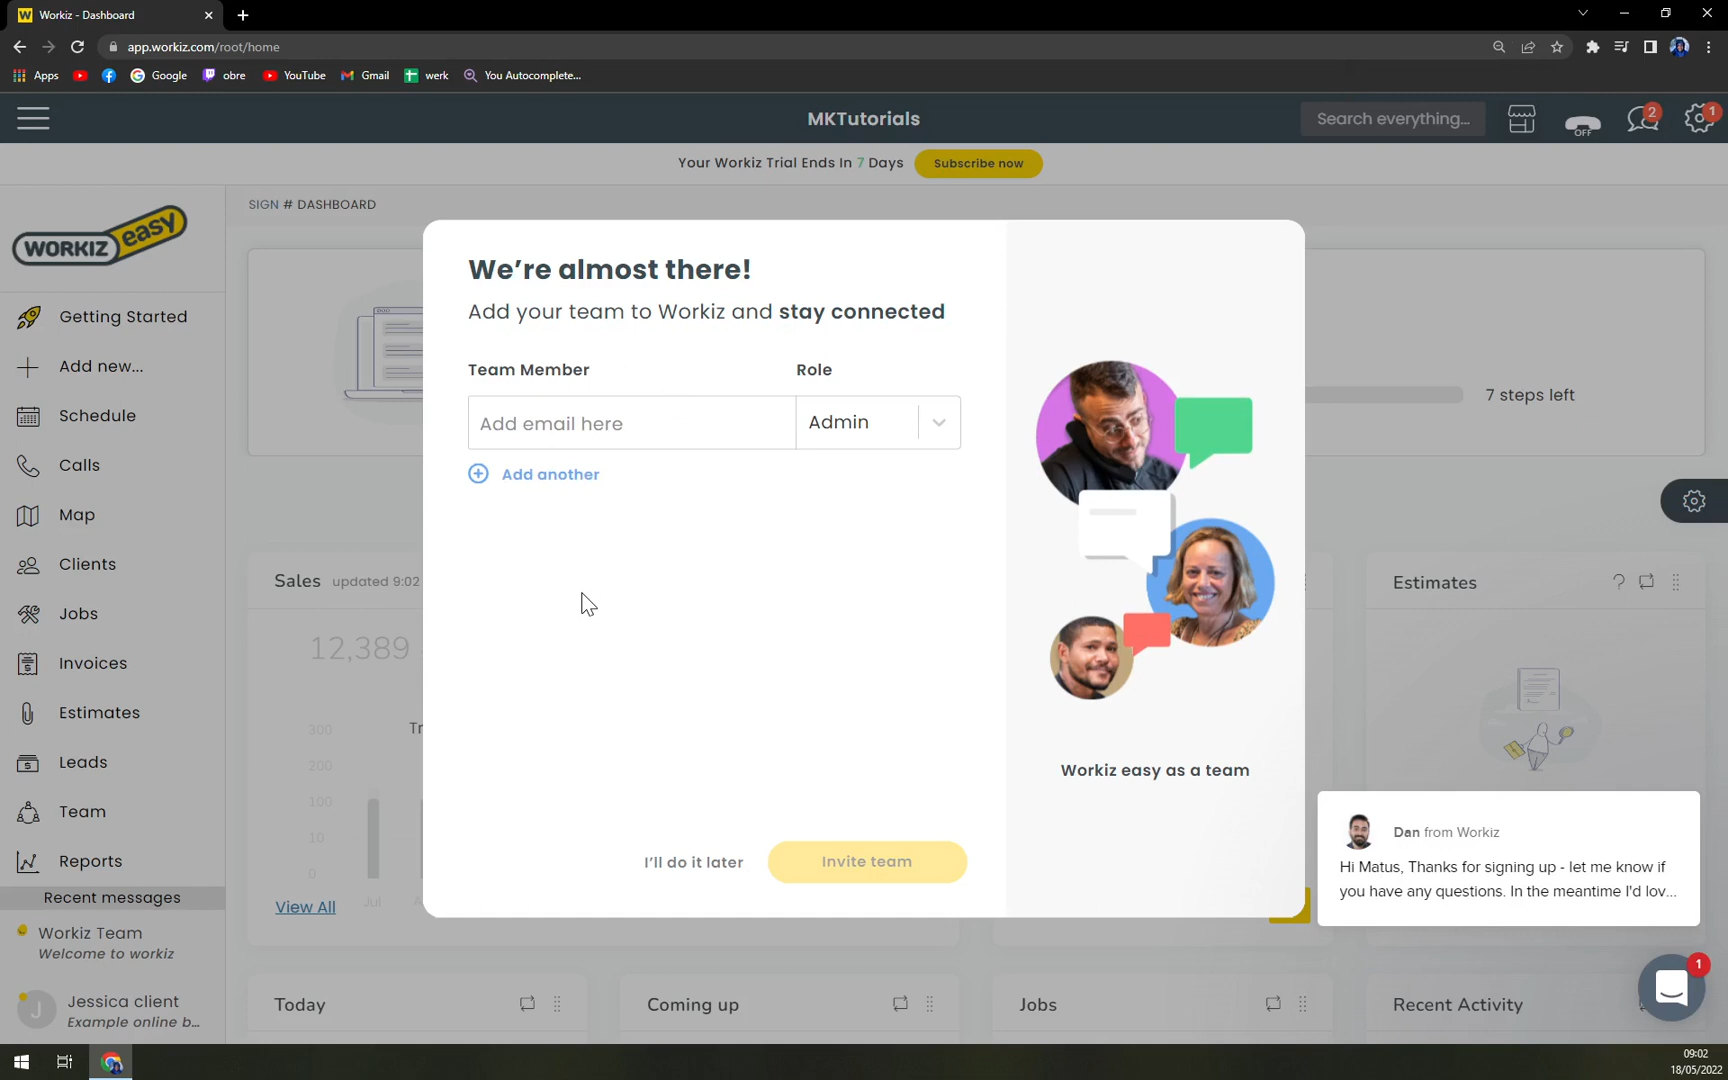 Workiz - Dashboard
app.workiz.com/root/home
Apps
Google
obre
YouTube
Gmail
werk
You Autocomplete...
MKTutorials
Search everything...
OFF
2
1
Your Workiz Trial Ends In 7 Days
Subscribe now
WORKIZ easy
SIGN # DASHBOARD
Getting Started
Add new...
Schedule
Calls
Map
Clients
Jobs
Invoices
Estimates
Leads
Team
Reports
Recent messages
Workiz Team
Welcome to workiz
J
Jessica client
Example online b...
We're almost there!
Add your team to Workiz and stay connected
Team Member
Role
Add email here
Admin
Add another
I'll do it later
Invite team
Workiz easy as a team
7 steps left
Sales updated 9:02
12,389
300
200
100
10
0
Tr
Jul
View All
Estimates
Dan from Workiz
Hi Matus, Thanks for signing up - let me know if
you have any questions. In the meantime I'd lov...
1
Today
Coming up
Jobs
Recent Activity
09:02
18/05/2022